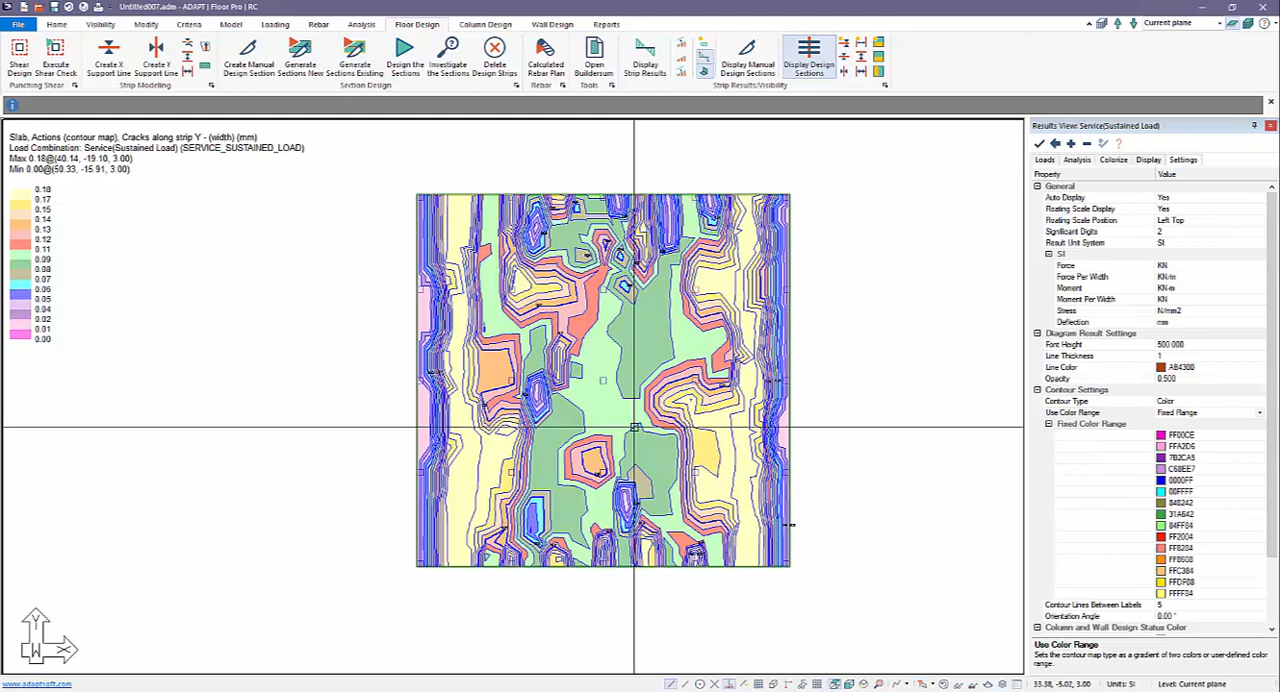 Untitled007.adm - ADAPT | Floor Pro | RC
File Home Visibility Modify Criteria Model Loading Rebar Analysis Floor Design Column Design Wall Design Reports Current plane
Shear Design
Execute Shear Check
Create X Support Line
Create Y Support Line
Create Manual Design Section
Generate Sections New
Generate Sections Existing
Design the Sections
Investigate the Sections
Delete Design Strips
Calculated Rebar Plan
Open Buildersum
Display Strip Results
Display Manual Design Sections
Display Design Sections
Punching Shear Strip Modeling Section Design Rebar Tools Strip Results/Visibility
Slab, Actions (contour map), Cracks along strip Y - (width) (mm)
Load Combination: Service(Sustained Load) (SERVICE_SUSTAINED_LOAD)
Max 0.18@(40.14, -19.10, 3.00)
Min 0.00@(50.33, -15.91, 3.00)
0.18
0.17
0.15
0.14
0.13
0.12
0.11
0.09
0.08
0.07
0.06
0.05
0.04
0.02
0.01
0.00
Y
W X
Results View: Service(Sustained Load)
Loads Analysis Colorize Display Settings
Property Value
General
Auto Display Yes
Floating Scale Display Yes
Floating Scale Position Left Top
Significant Digits 2
Result Unit System SI
SI
Force KN
Force Per Width KN/m
Moment KN-m
Moment Per Width KN
Stress N/mm2
Deflection mm
Diagram Result Settings
Font Height 500.000
Line Thickness 1
Line Color AB4300
Opacity 0.500
Contour Settings
Contour Type Color
Use Color Range Fixed Range
Fixed Color Range
FF00CE
FFA2D6
7B2CA5
C68EE7
0000FF
00FFFF
848242
31A642
84FF84
FF2004
FF8284
FF8608
FFC384
FFDF08
FFFF84
Contour Lines Between Labels 5
Orientation Angle 0.00 °
Column and Wall Design Status Color
Use Color Range
Sets the contour map type as a gradient of two colors or user-defined color
range.
www.adaptsoft.com
33.38, -5.02, 3.00 Units: SI Level: Current plane